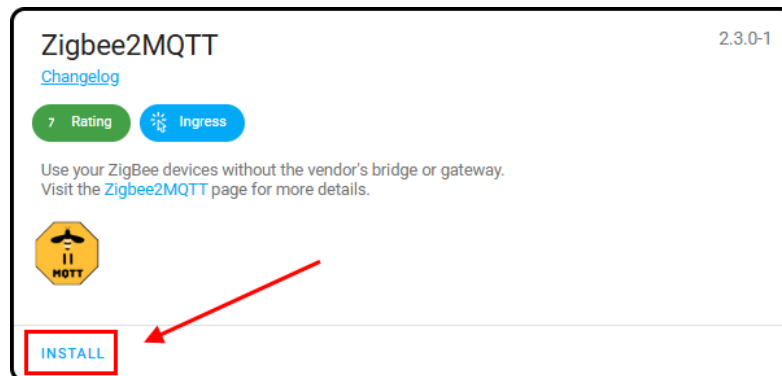 Zigbee2MQTT
2.3.0-1
Changelog
7 Rating
Ingress
Use your ZigBee devices without the vendor's bridge or gateway.
Visit the Zigbee2MQTT page for more details.
MQTT
INSTALL